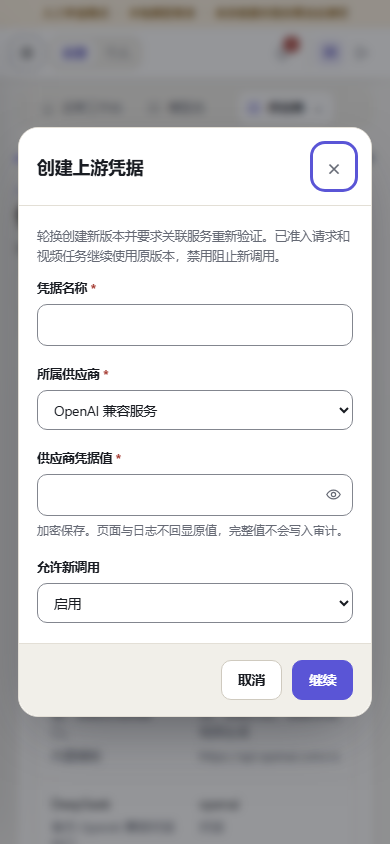 创建上游凭据
轮换创建新版本并要求关联服务重新验证。已准入请求和
视频任务继续使用原版本，禁用阻止新调用。
凭据名称 *
所属供应商 *
OpenAI 兼容服务
供应商凭据值 *
加密保存。页面与日志不回显原值，完整值不会写入审计。
允许新调用
启用
取消
继续